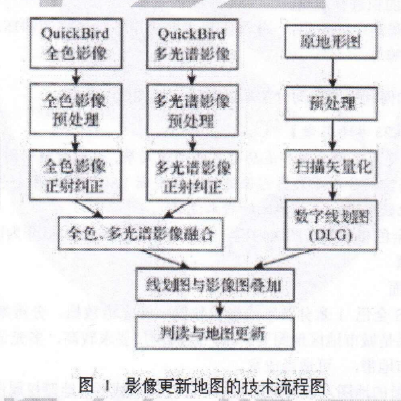 QuickBird
全色影像
QuickBird
多光谱影像
原地形图
全色影像
预处理
多光谱影像
预处理
预处理
全色影像
正射纠正
多光谱影像
正射纠正
扫描矢量化
全色、多光谱影像融合
数字线划图
(DLG)
线划图与影像图叠加
判读与地图更新
图 4 影像更新地图的技术流程图